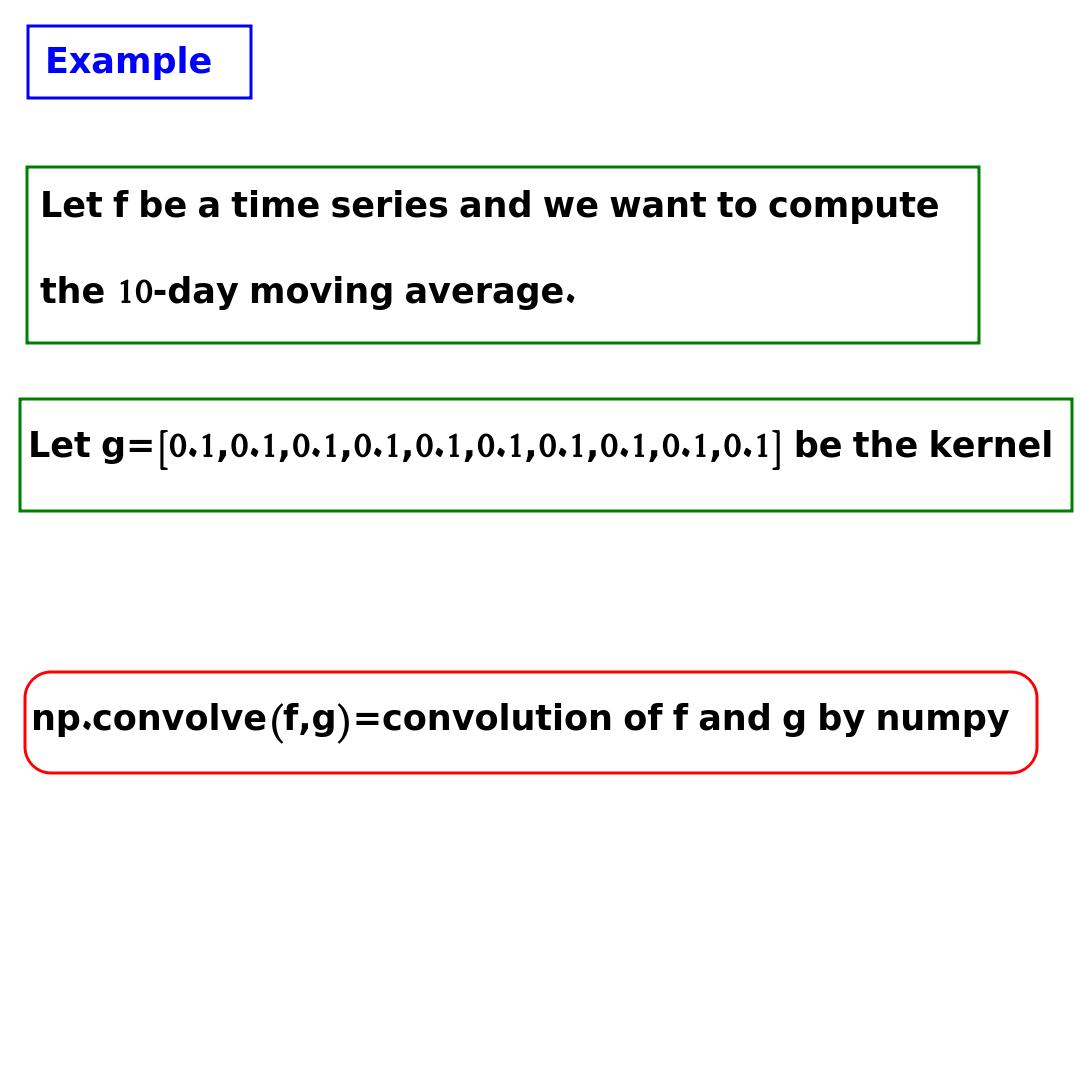 Example
Let f be a time series and we want to compute
the 10-day moving average.
Let g=[0.1,0.1,0.1,0.1,0.1,0.1,0.1,0.1,0.1,0.1] be the kernel
np.convolve(f,g)=convolution of f and g by numpy